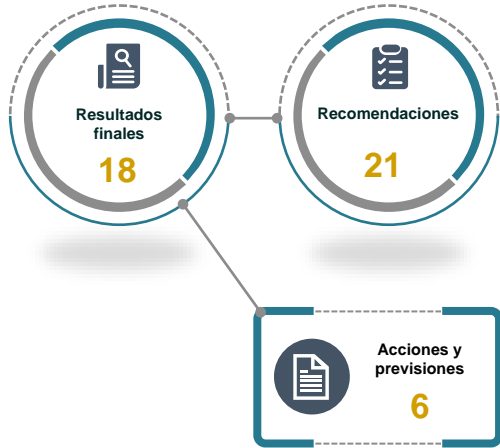 Resultados
finales
18
Recomendaciones
21
Acciones y
previsiones
6